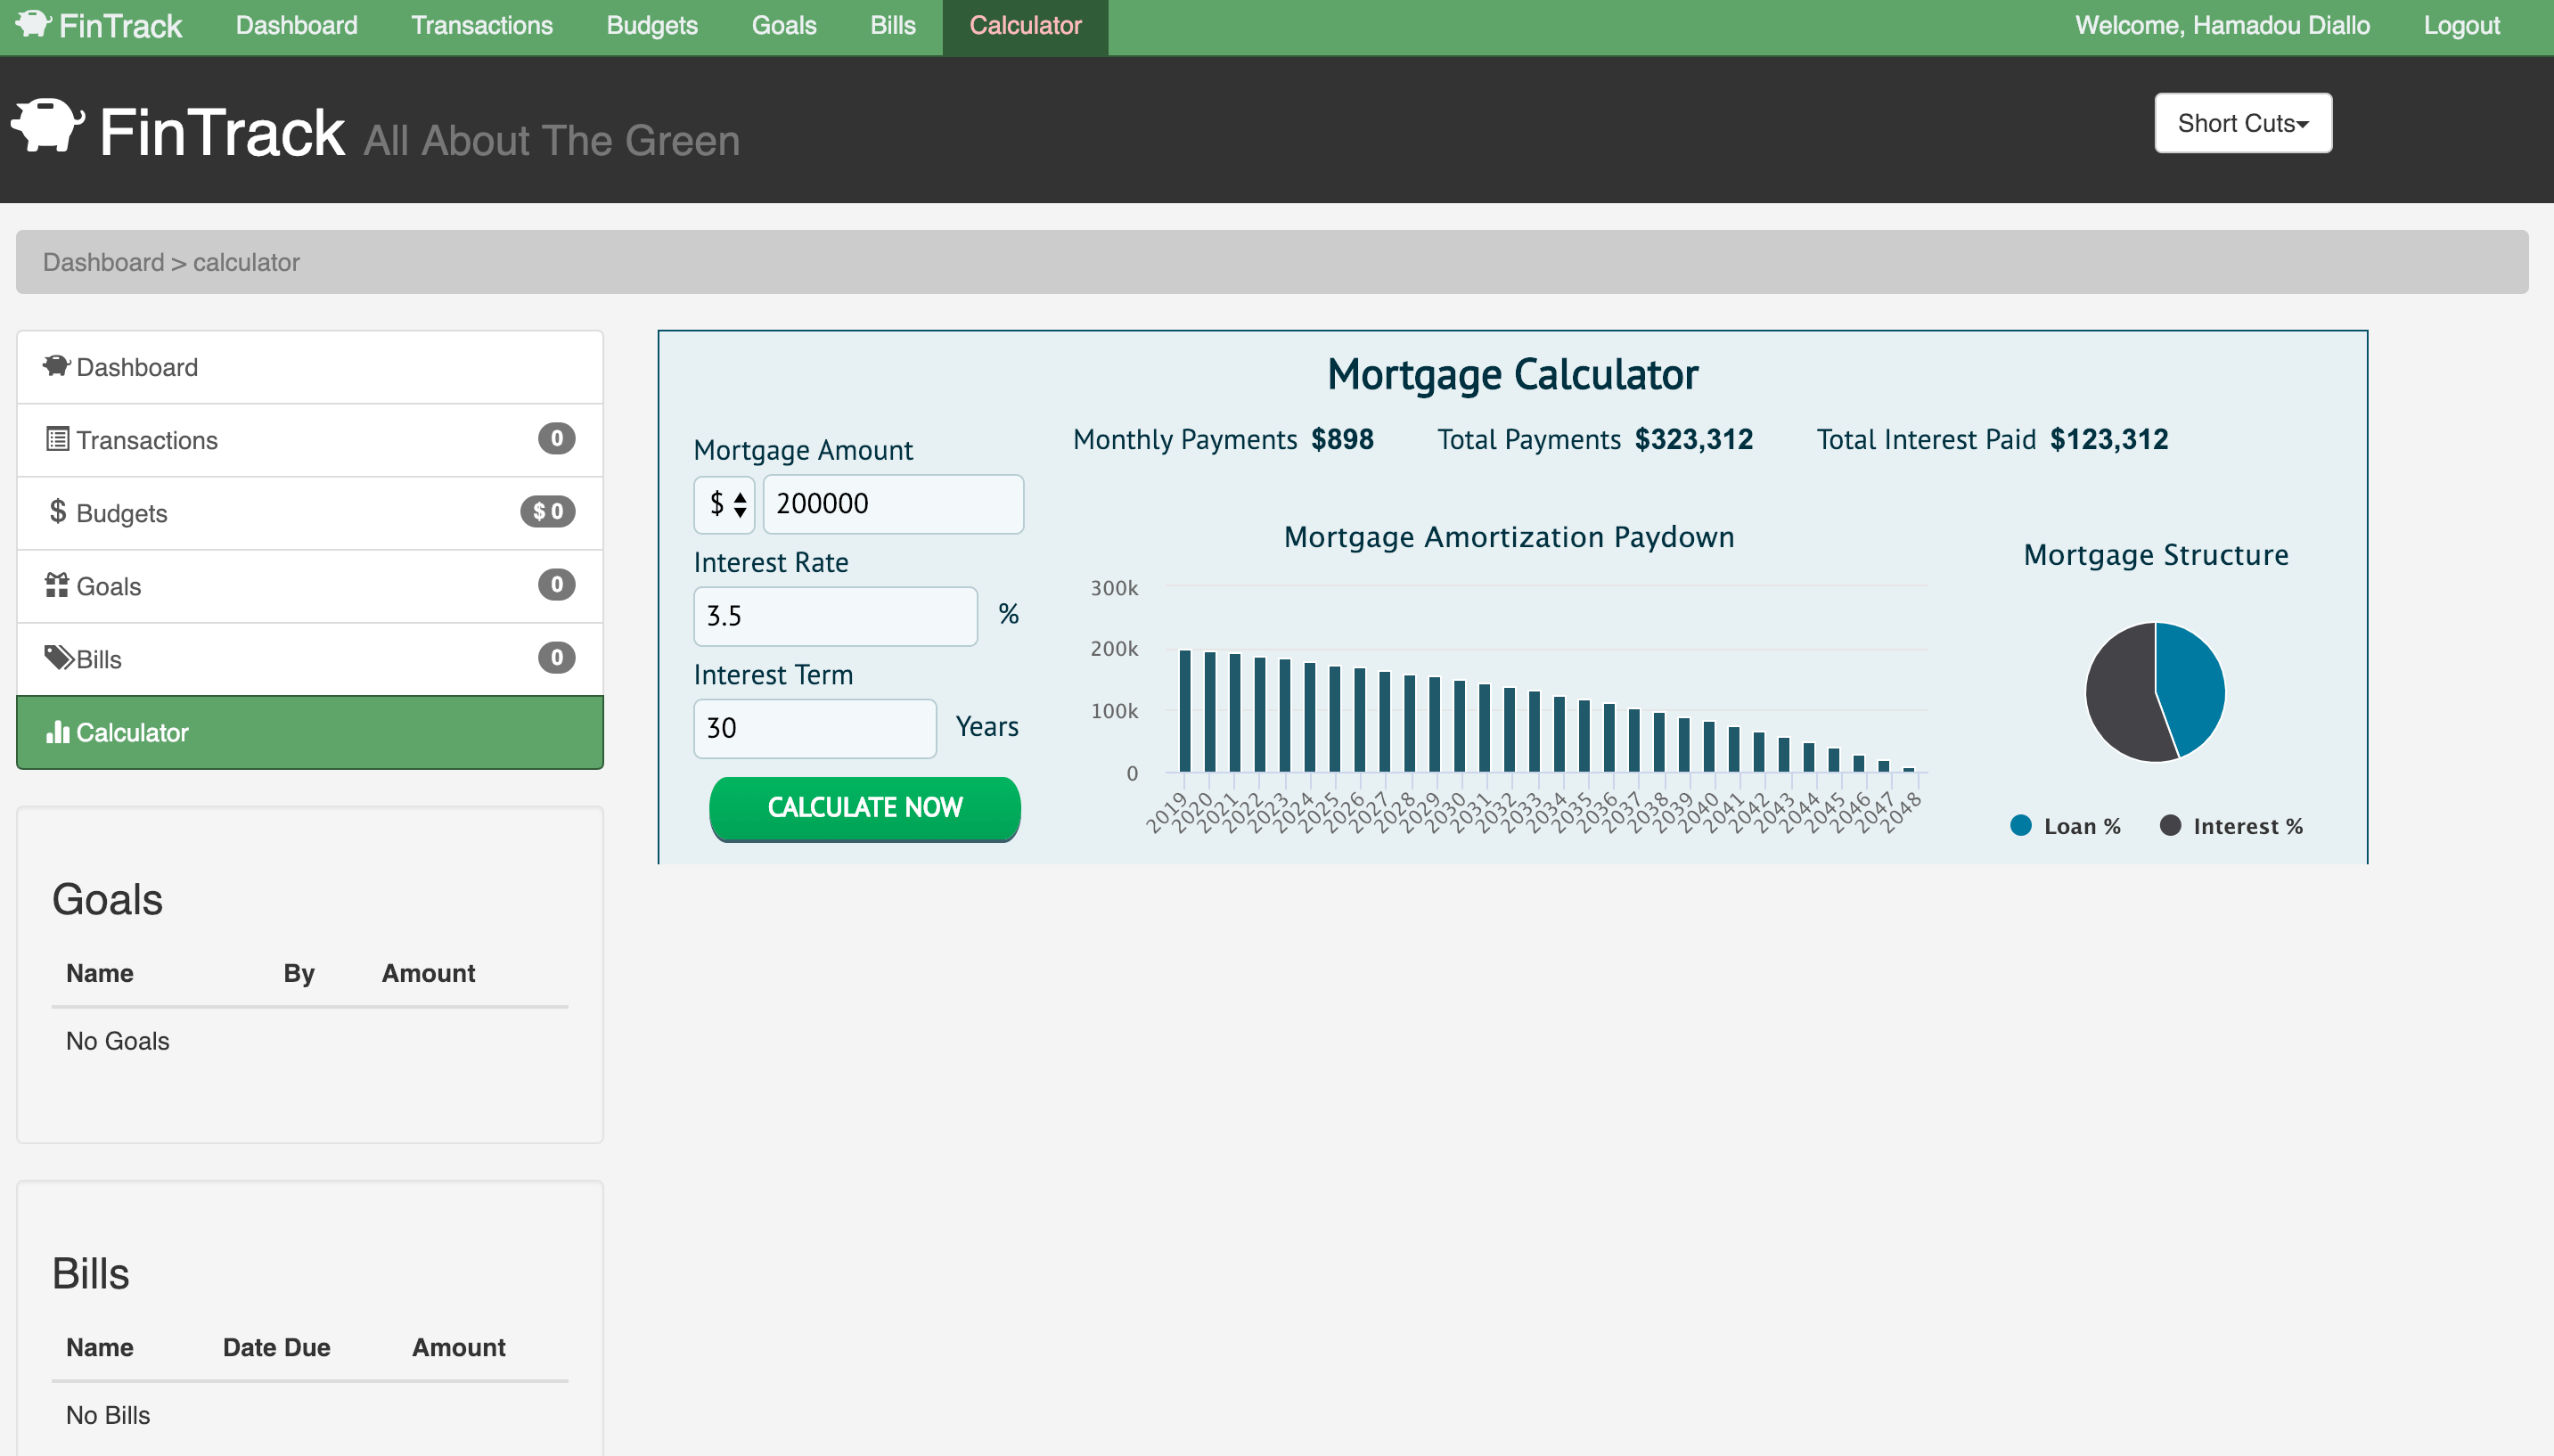 FinTrack Dashboard Transactions Budgets Goals Bills Calculator Welcome, Hamadou Diallo Logout
FinTrack All About The Green
Short Cuts
Dashboard > calculator
Dashboard
Transactions 0
$ Budgets $ 0
Goals 0
Bills 0
Calculator
Goals
Name By Amount
No Goals
Bills
Name Date Due Amount
No Bills
Mortgage Calculator
Monthly Payments $898 Total Payments $323,312 Total Interest Paid $123,312
Mortgage Amount
$ 200000
Interest Rate
3.5 %
Interest Term
30 Years
CALCULATE NOW
Mortgage Amortization Paydown
300k
200k
100k
0
2019 2020 2021 2022 2023 2024 2025 2026 2027 2028 2029 2030 2031 2032 2033 2034 2035 2036 2037 2038 2039 2040 2041 2042 2043 2044 2045 2046 2047 2048
Mortgage Structure
Loan % Interest %